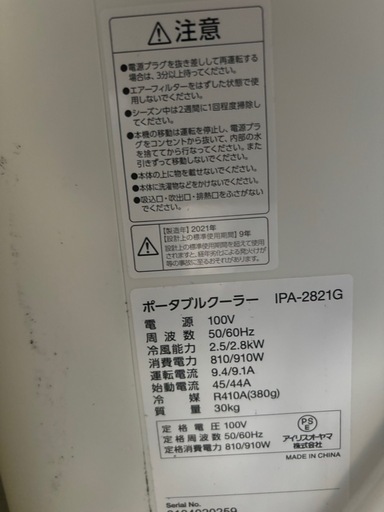 注意
●電源プラグを抜き差しして再運転する
場合は、3分以上待ってください。
●エアーフィルターをはずした状態で使
用しないでください。
●シーズン中は2週間に1回程度掃除し
てください。
●本機の移動は運転を停止し、電源プラ
グをコンセントから抜いて、内部の水
を捨ててから行なってください。また
引きずって移動しないでください。
●本体の上に物を載せないでください。
●本体に洗濯物などをかけないでください。
●吸込口・吹出口・排熱口をふさがない
でください。
【製造年】2021年
【設計上の標準使用期間】9年
設計上の標準使用期間を超えて使用
されますと、経年劣化による発火けが
等の事故に至るおそれがあります。
ポータブルクーラー IPA-2821G
電源 100V
周波数 50/60Hz
冷風能力 2.5/2.8kW
消費電力 810/910W
運転電流 9.4/9.1A
始動電流 45/44A
冷媒 R410A(380g)
質量 30kg
定格電圧 100V
定格周波数 50/60Hz
定格消費電力 810/910W
PS
E
アイリスオーヤマ
株式会社
MADE IN CHINA
Serial No.